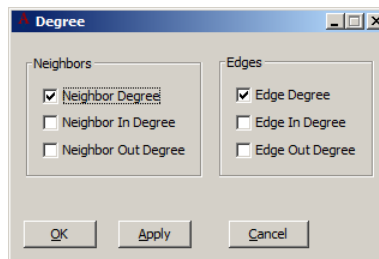 Degree
Neighbors
Neighbor Degree
Neighbor In Degree
Neighbor Out Degree
Edges
Edge Degree
Edge In Degree
Edge Out Degree
OK
Apply
Cancel